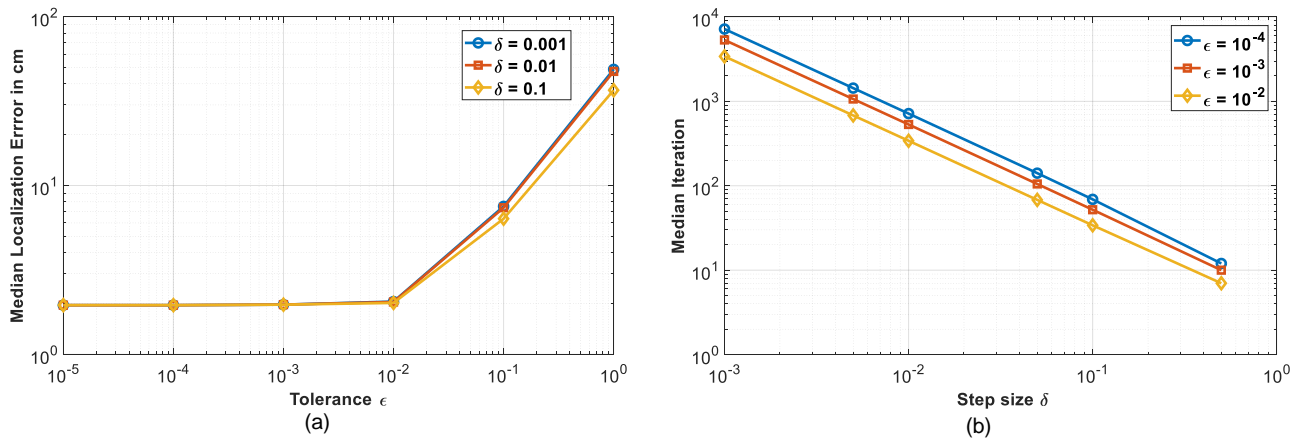 10^2
10^1
10^0
Median Localization Errror in cm
δ = 0.001
δ = 0.01
δ = 0.1
10^-5
10^-4
10^-3
10^-2
10^-1
10^0
Tolerance ϵ
(a)
10^4
10^3
10^2
10^1
10^0
Median Iteration
ϵ = 10^-4
ϵ = 10^-3
ϵ = 10^-2
10^-3
10^-2
10^-1
10^0
Step size δ
(b)